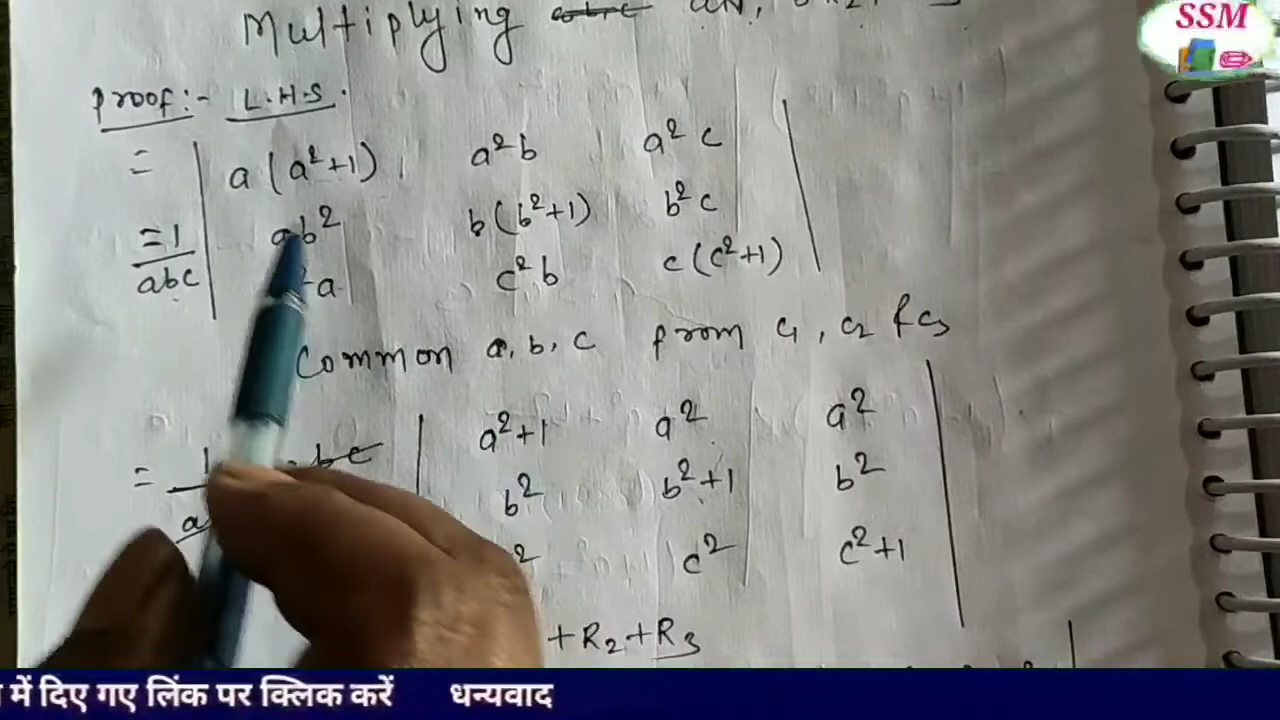 Multiplying
SSM
proof:- L.H.S.
= | a(a²+1) a²b a²c |
=1/abc | ab² b(b²+1) b²c |
²a c²b c(c²+1)
Common a, b, c from c₁, c₂ & c₃
= | a²+1 a² a² |
b² b²+1 b²
² c² c²+1
+R₂+R₃
में दिए गए लिंक पर क्लिक करें धन्यवाद